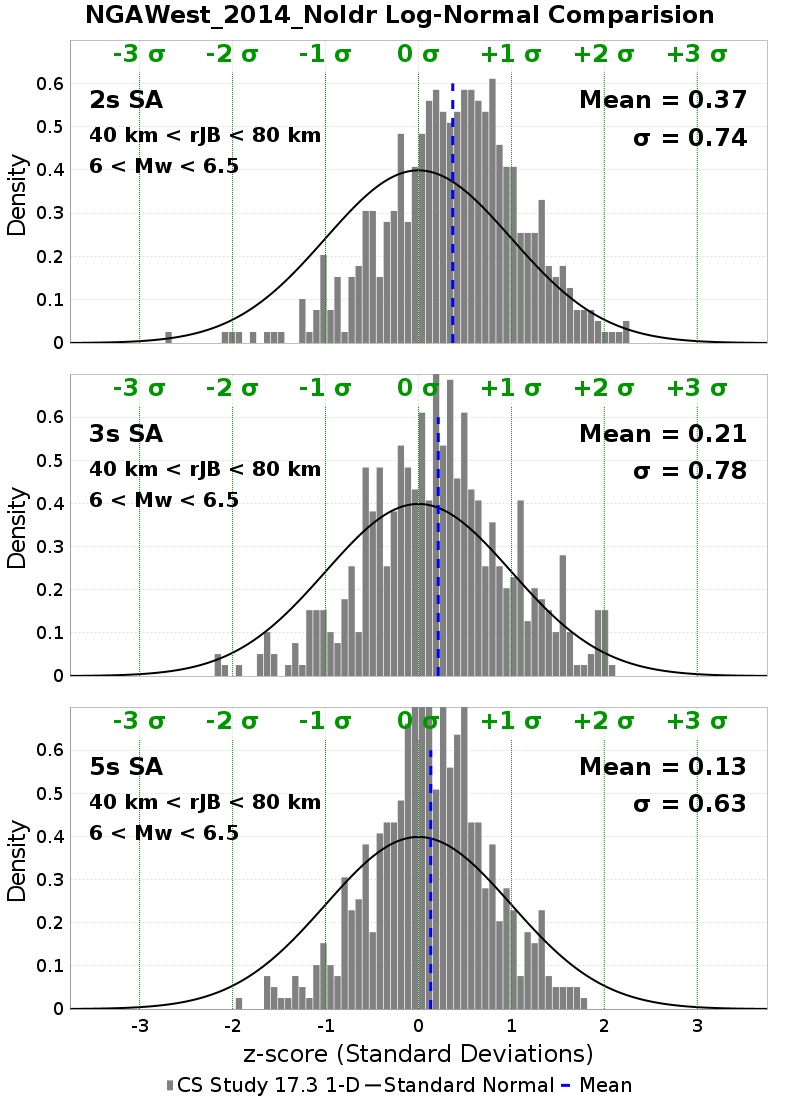 NGAWest_2014_NoIdr Log-Normal Comparision
-3 σ -2 σ -1 σ 0 σ +1 σ +2 σ +3 σ
2s SA
Mean = 0.37
40 km < rJB < 80 km
σ = 0.74
6 < Mw < 6.5
Density
0.6
0.5
0.4
0.3
0.2
0.1
0
-3 σ -2 σ -1 σ 0 σ +1 σ +2 σ +3 σ
3s SA
Mean = 0.21
40 km < rJB < 80 km
σ = 0.78
6 < Mw < 6.5
Density
0.6
0.5
0.4
0.3
0.2
0.1
0
-3 σ -2 σ -1 σ 0 σ +1 σ +2 σ +3 σ
5s SA
Mean = 0.13
40 km < rJB < 80 km
σ = 0.63
6 < Mw < 6.5
Density
0.6
0.5
0.4
0.3
0.2
0.1
0
-3 -2 -1 0 1 2 3
z-score (Standard Deviations)
CS Study 17.3 1-D Standard Normal Mean